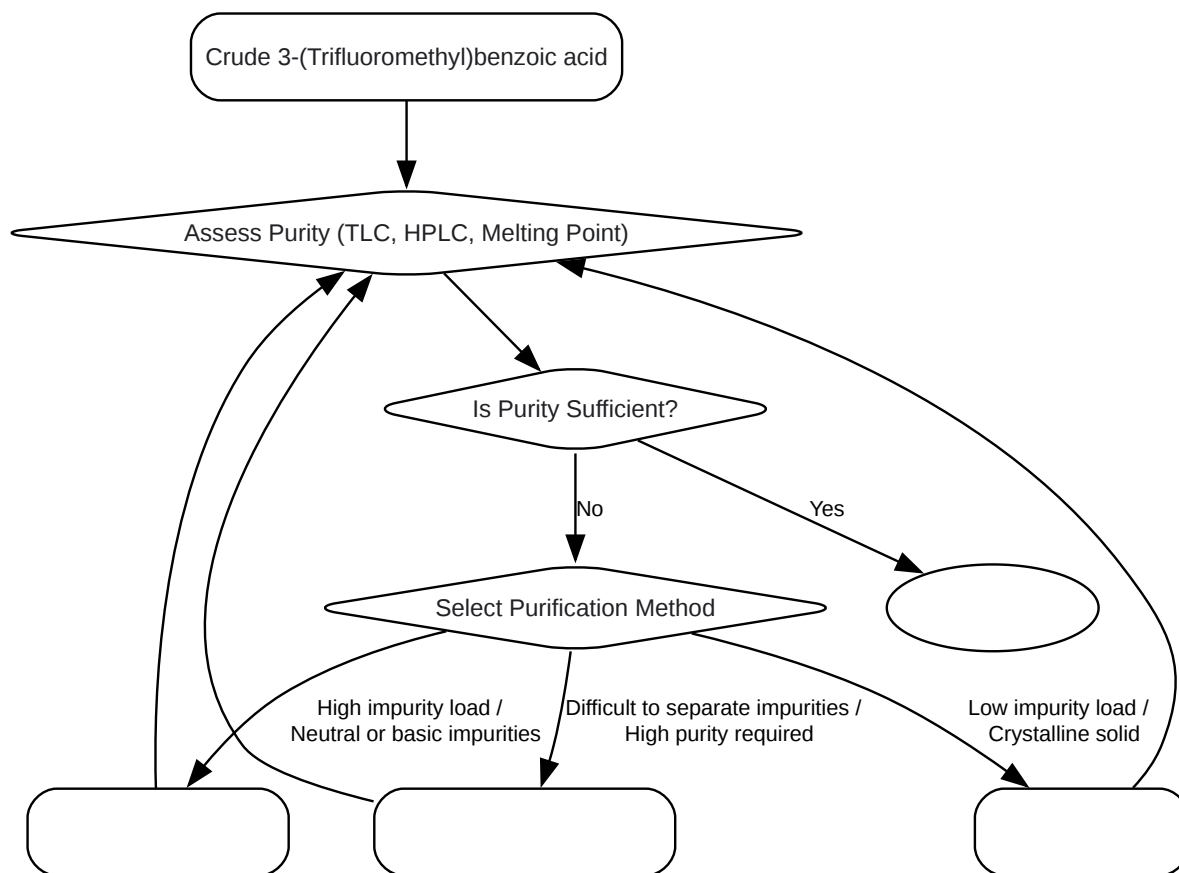 Crude 3-(Trifluoromethyl)benzoic acid
Assess Purity (TLC, HPLC, Melting Point)
Is Purity Sufficient?
No
Yes
Select Purification Method
High impurity load /
Neutral or basic impurities
Difficult to separate impurities /
High purity required
Low impurity load /
Crystalline solid